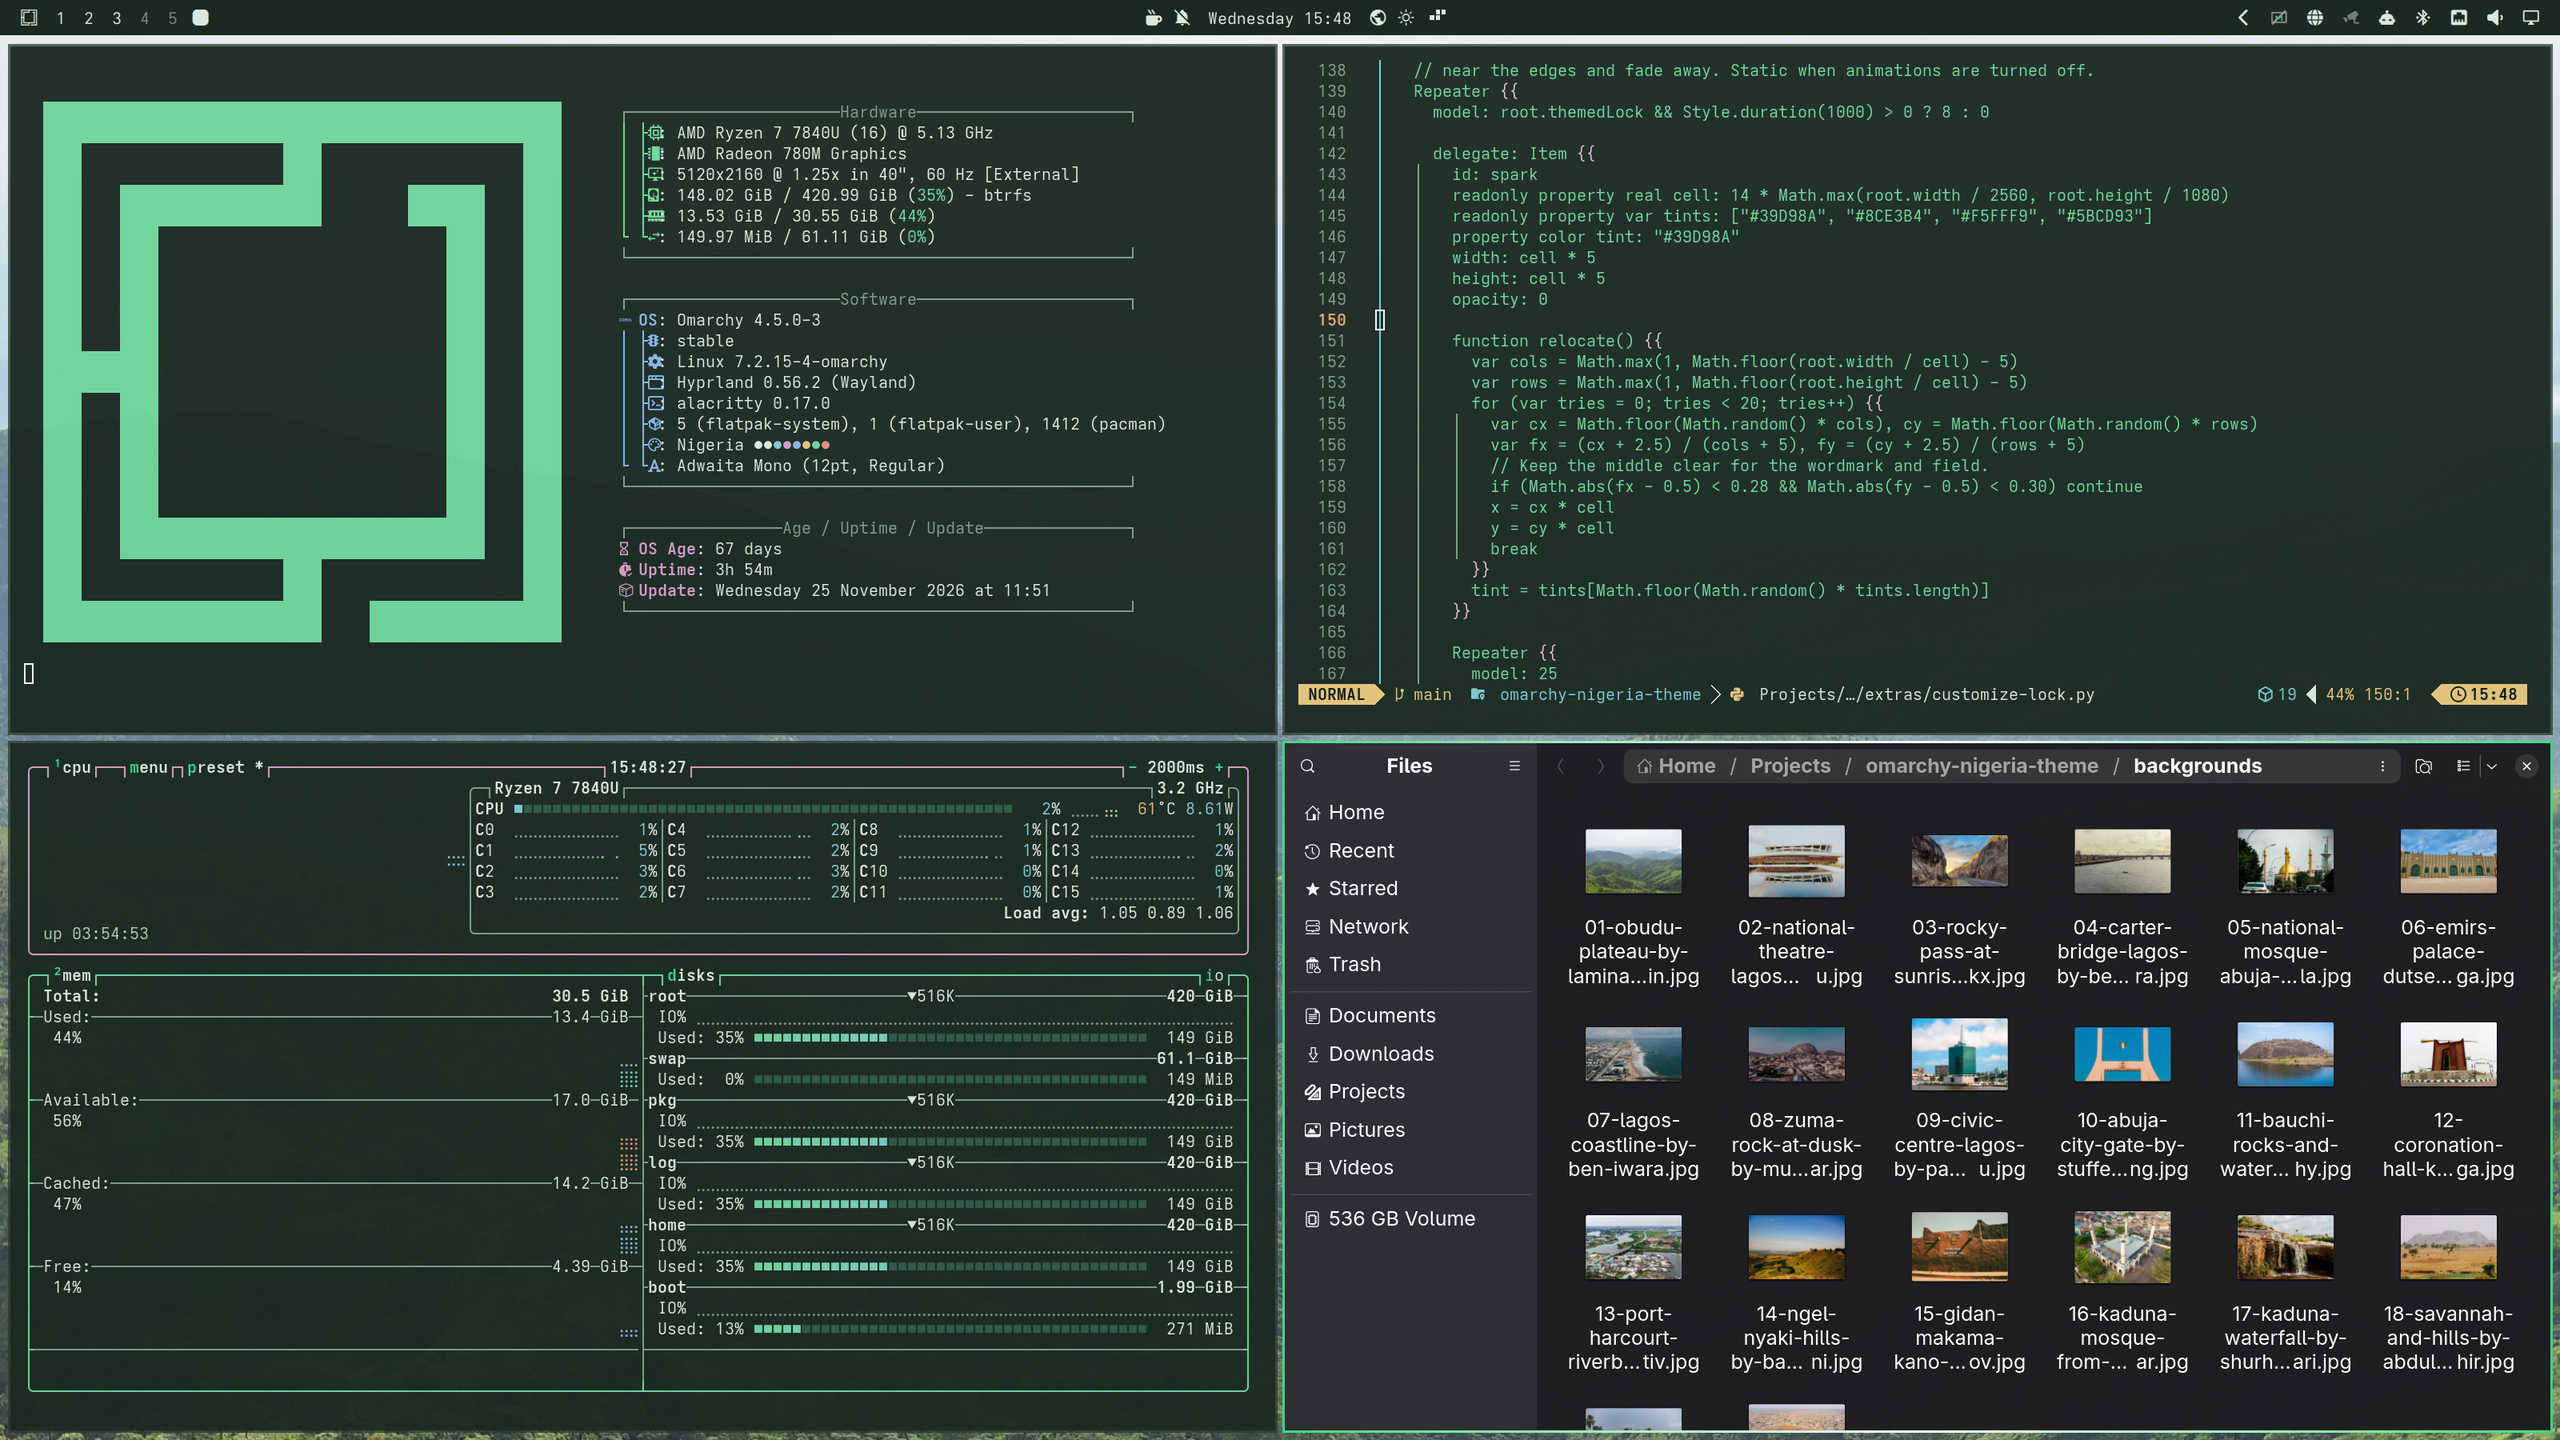 1 2 3 4 5
Wednesday 15:48
Hardware
: AMD Ryzen 7 7840U (16) @ 5.13 GHz
: AMD Radeon 780M Graphics
: 5120x2160 @ 1.25x in 40", 60 Hz [External]
: 148.02 GiB / 420.99 GiB (35%) - btrfs
: 13.53 GiB / 30.55 GiB (44%)
: 149.97 MiB / 61.11 GiB (0%)
Software
OS: Omarchy 4.5.0-3
: stable
: Linux 7.2.15-4-omarchy
: Hyprland 0.56.2 (Wayland)
: alacritty 0.17.0
: 5 (flatpak-system), 1 (flatpak-user), 1412 (pacman)
: Nigeria
: Adwaita Mono (12pt, Regular)
Age / Uptime / Update
OS Age: 67 days
Uptime: 3h 54m
Update: Wednesday 25 November 2026 at 11:51
138 // near the edges and fade away. Static when animations are turned off.
139 Repeater {{
140 model: root.themedLock && Style.duration(1000) > 0 ? 8 : 0
141
142 delegate: Item {{
143 id: spark
144 readonly property real cell: 14 * Math.max(root.width / 2560, root.height / 1080)
145 readonly property var tints: ["#39D98A", "#8CE3B4", "#F5FFF9", "#5BCD93"]
146 property color tint: "#39D98A"
147 width: cell * 5
148 height: cell * 5
149 opacity: 0
150
151 function relocate() {{
152 var cols = Math.max(1, Math.floor(root.width / cell) - 5)
153 var rows = Math.max(1, Math.floor(root.height / cell) - 5)
154 for (var tries = 0; tries < 20; tries++) {{
155 var cx = Math.floor(Math.random() * cols), cy = Math.floor(Math.random() * rows)
156 var fx = (cx + 2.5) / (cols + 5), fy = (cy + 2.5) / (rows + 5)
157 // Keep the middle clear for the wordmark and field.
158 if (Math.abs(fx - 0.5) < 0.28 && Math.abs(fy - 0.5) < 0.30) continue
159 x = cx * cell
160 y = cy * cell
161 break
162 }}
163 tint = tints[Math.floor(Math.random() * tints.length)]
164 }}
165
166 Repeater {{
167 model: 25
NORMAL main omarchy-nigeria-theme Projects/…/extras/customize-lock.py 19 44% 150:1 15:48
1cpu menu preset * 15:48:27 - 2000ms +
Ryzen 7 7840U 3.2 GHz
CPU 2% 61°C 8.61W
C0 1% C4 2% C8 1% C12 1%
C1 5% C5 2% C9 1% C13 2%
C2 3% C6 3% C10 0% C14 0%
C3 2% C7 2% C11 0% C15 1%
Load avg: 1.05 0.89 1.06
up 03:54:53
2mem
Total: 30.5 GiB
Used: 13.4 GiB
44%
Available: 17.0 GiB
56%
Cached: 14.2 GiB
47%
Free: 4.39 GiB
14%
disks io
root ▼516K 420 GiB
IO%
Used: 35% 149 GiB
swap 61.1 GiB
Used: 0% 149 MiB
pkg ▼516K 420 GiB
IO%
Used: 35% 149 GiB
log ▼516K 420 GiB
IO%
Used: 35% 149 GiB
home ▼516K 420 GiB
IO%
Used: 35% 149 GiB
boot 1.99 GiB
IO%
Used: 13% 271 MiB
Files
Home / Projects / omarchy-nigeria-theme / backgrounds
Home
Recent
Starred
Network
Trash
Documents
Downloads
Projects
Pictures
Videos
536 GB Volume
01-obudu-plateau-by-lamina…in.jpg
02-national-theatre-lagos… u.jpg
03-rocky-pass-at-sunris…kx.jpg
04-carter-bridge-lagos-by-be… ra.jpg
05-national-mosque-abuja-…la.jpg
06-emirs-palace-dutse… ga.jpg
07-lagos-coastline-by-ben-iwara.jpg
08-zuma-rock-at-dusk-by-mu…ar.jpg
09-civic-centre-lagos-by-pa… u.jpg
10-abuja-city-gate-by-stuffe…ng.jpg
11-bauchi-rocks-and-water… hy.jpg
12-coronation-hall-k…ga.jpg
13-port-harcourt-riverb…tiv.jpg
14-ngel-nyaki-hills-by-ba… ni.jpg
15-gidan-makama-kano-…ov.jpg
16-kaduna-mosque-from-… ar.jpg
17-kaduna-waterfall-by-shurh…ari.jpg
18-savannah-and-hills-by-abdul…hir.jpg